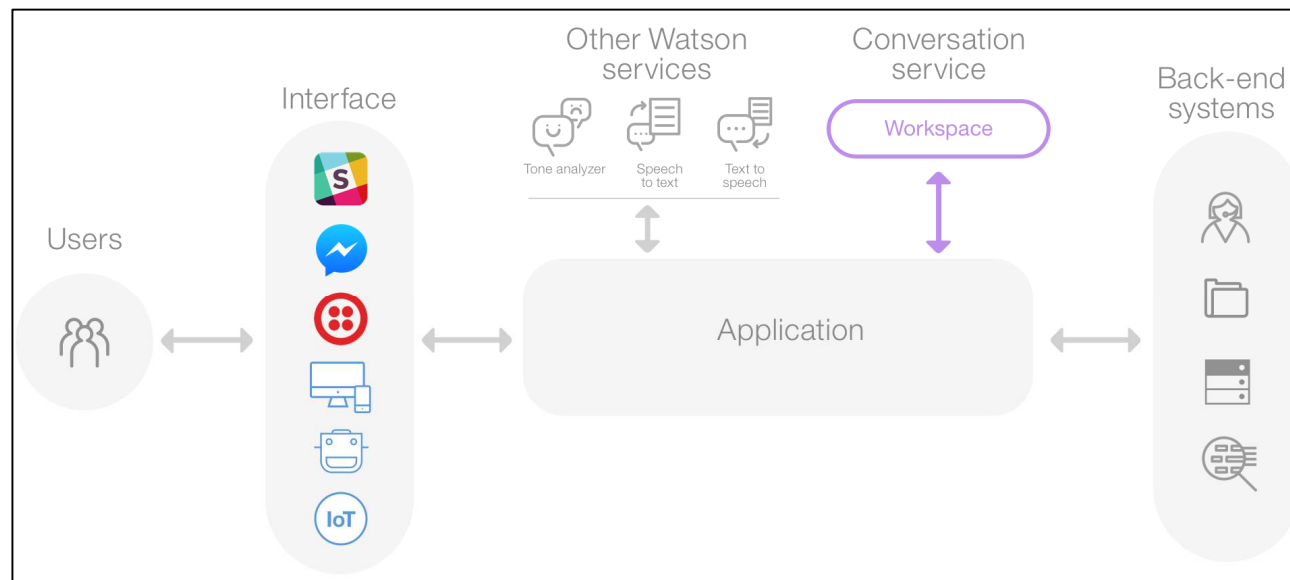 Users
Interface
S
IoT
Other Watson
services
Tone analyzer
Speech
to text
Text to
speech
Conversation
service
Workspace
Application
Back-end
systems